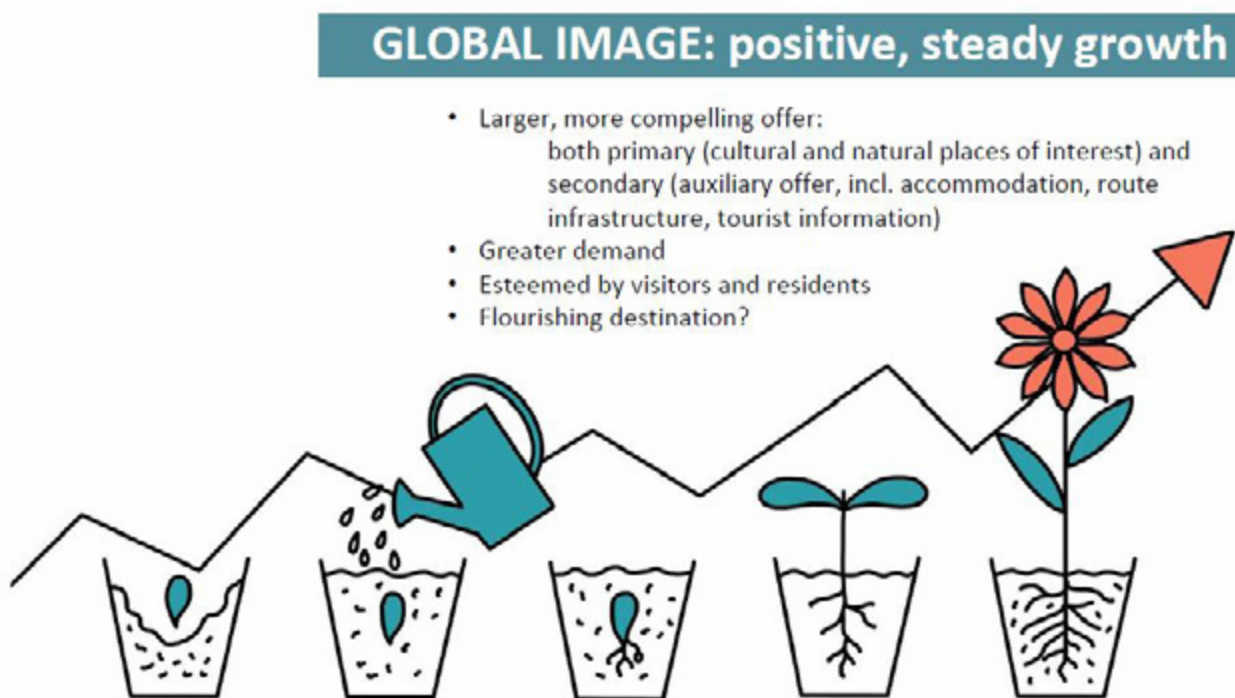 GLOBAL IMAGE: positive, steady growth
• Larger, more compelling offer:
both primary (cultural and natural places of interest) and
secondary (auxiliary offer, incl. accommodation, route
infrastructure, tourist information)
• Greater demand
• Esteemed by visitors and residents
• Flourishing destination?